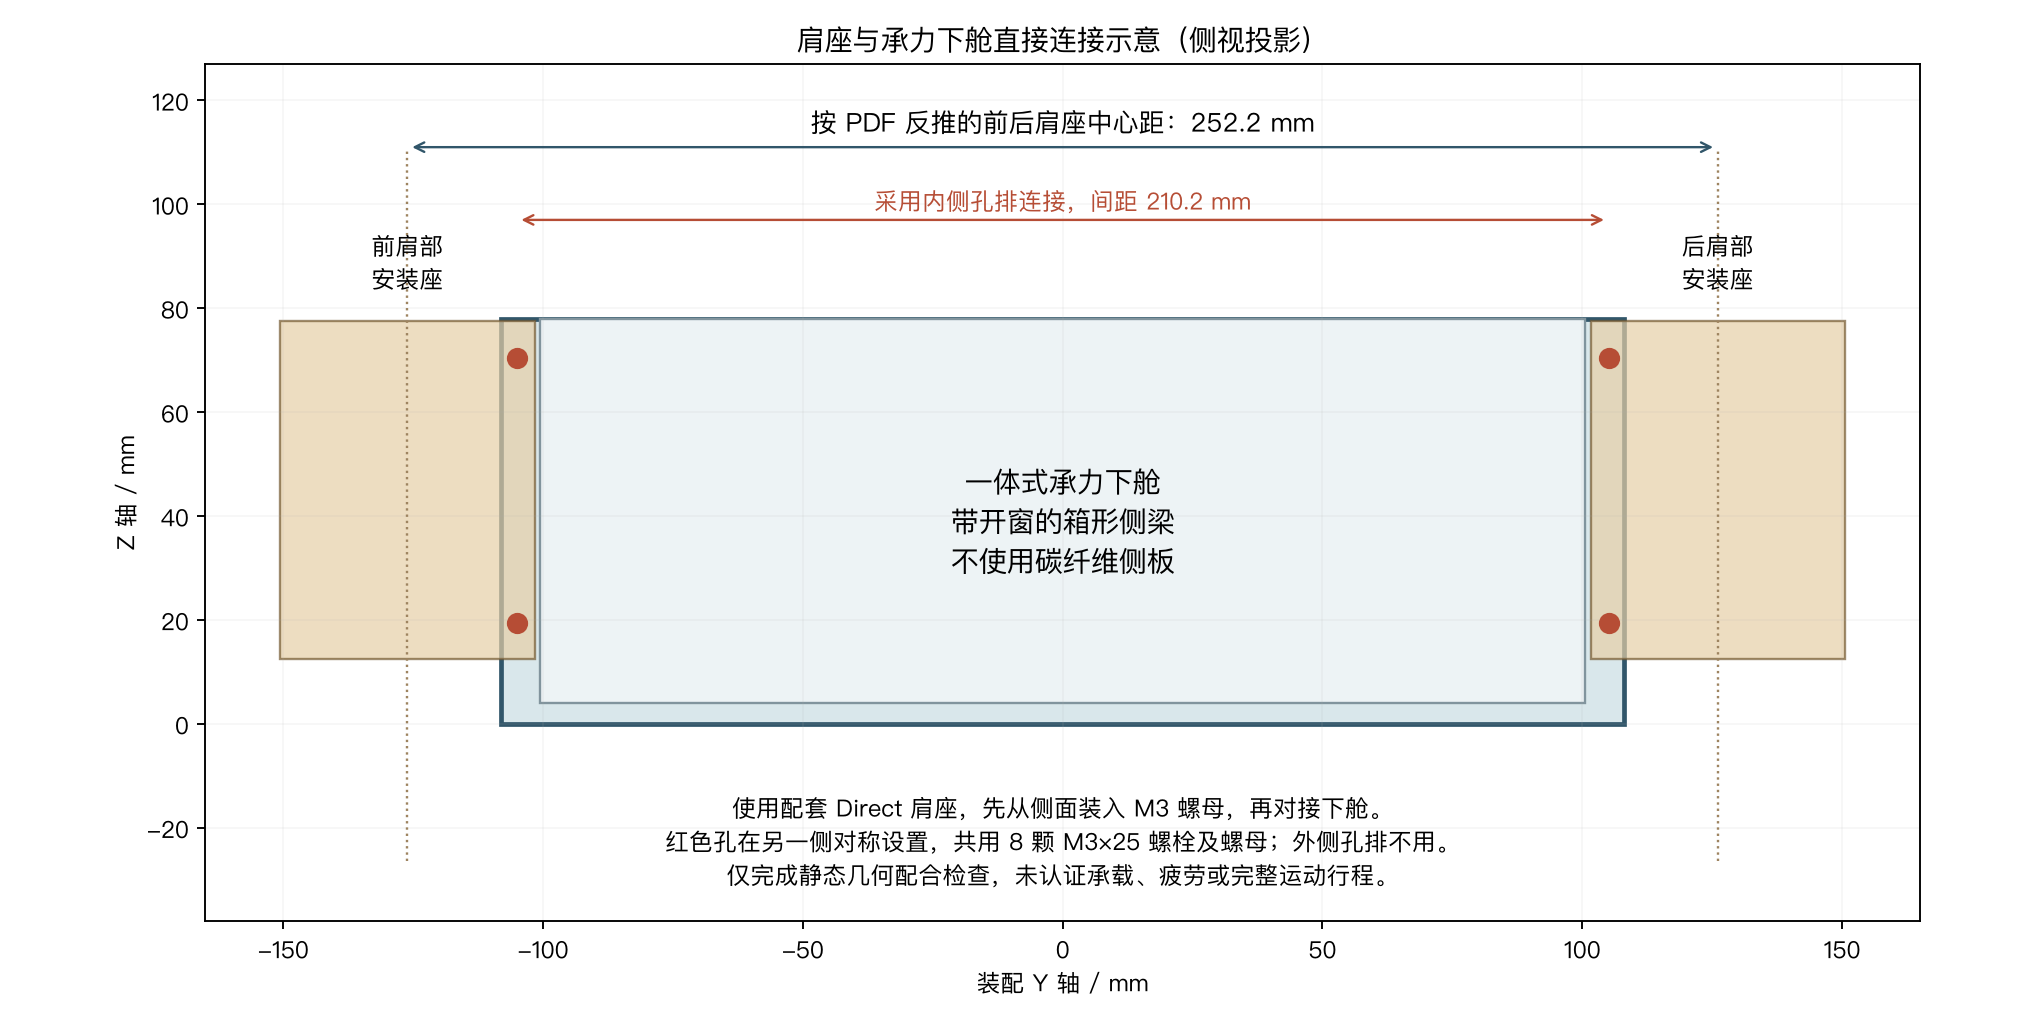 肩座与承力下舱直接连接示意（侧视投影）
按 PDF 反推的前后肩座中心距：252.2 mm
采用内侧孔排连接，间距 210.2 mm
前肩部
安装座
后肩部
安装座
一体式承力下舱
带开窗的箱形侧梁
不使用碳纤维侧板
使用配套 Direct 肩座，先从侧面装入 M3 螺母，再对接下舱。
红色孔在另一侧对称设置，共用 8 颗 M3×25 螺栓及螺母；外侧孔排不用。
仅完成静态几何配合检查，未认证承载、疲劳或完整运动行程。
Z 轴 / mm
120
100
80
60
40
20
0
−20
−150
−100
−50
0
50
100
150
装配 Y 轴 / mm